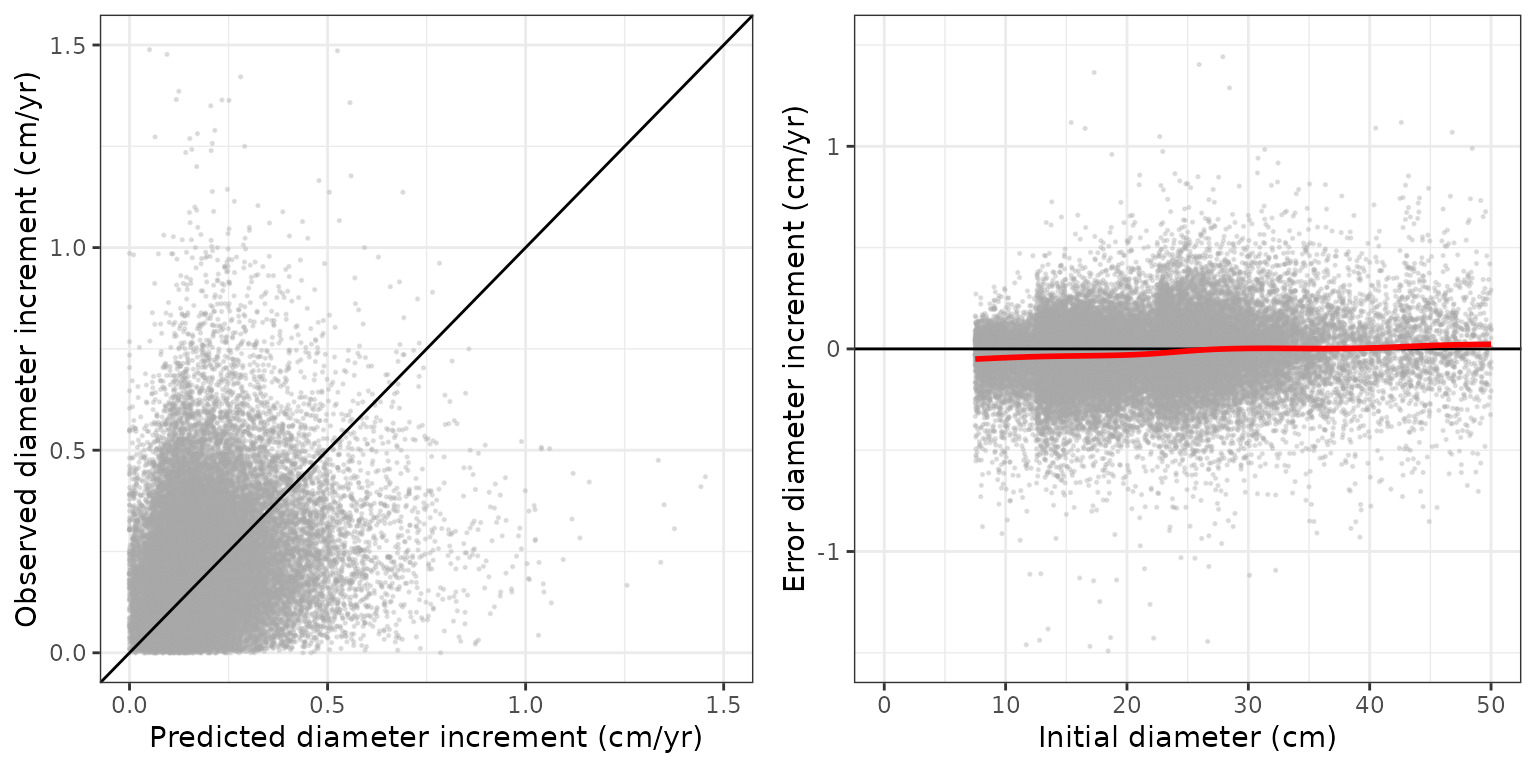 Observed diameter increment (cm/yr)
1.5
1.0
0.5
0.0
0.0 0.5 1.0 1.5
Predicted diameter increment (cm/yr)
Error diameter increment (cm/yr)
1
0
-1
0 10 20 30 40 50
Initial diameter (cm)